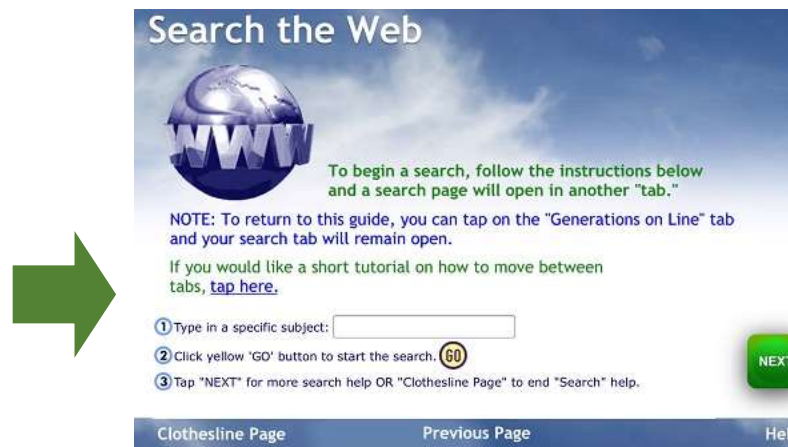 Search the Web
WWW
To begin a search, follow the instructions below
and a search page will open in another "tab."
NOTE: To return to this guide, you can tap on the "Generations on Line" tab
and your search tab will remain open.
If you would like a short tutorial on how to move between
tabs, tap here.
1 Type in a specific subject:
2 Click yellow 'GO' button to start the search. GO
NEXT
3 Tap "NEXT" for more search help OR "Clothesline Page" to end "Search" help.
Clothesline Page Previous Page Hel